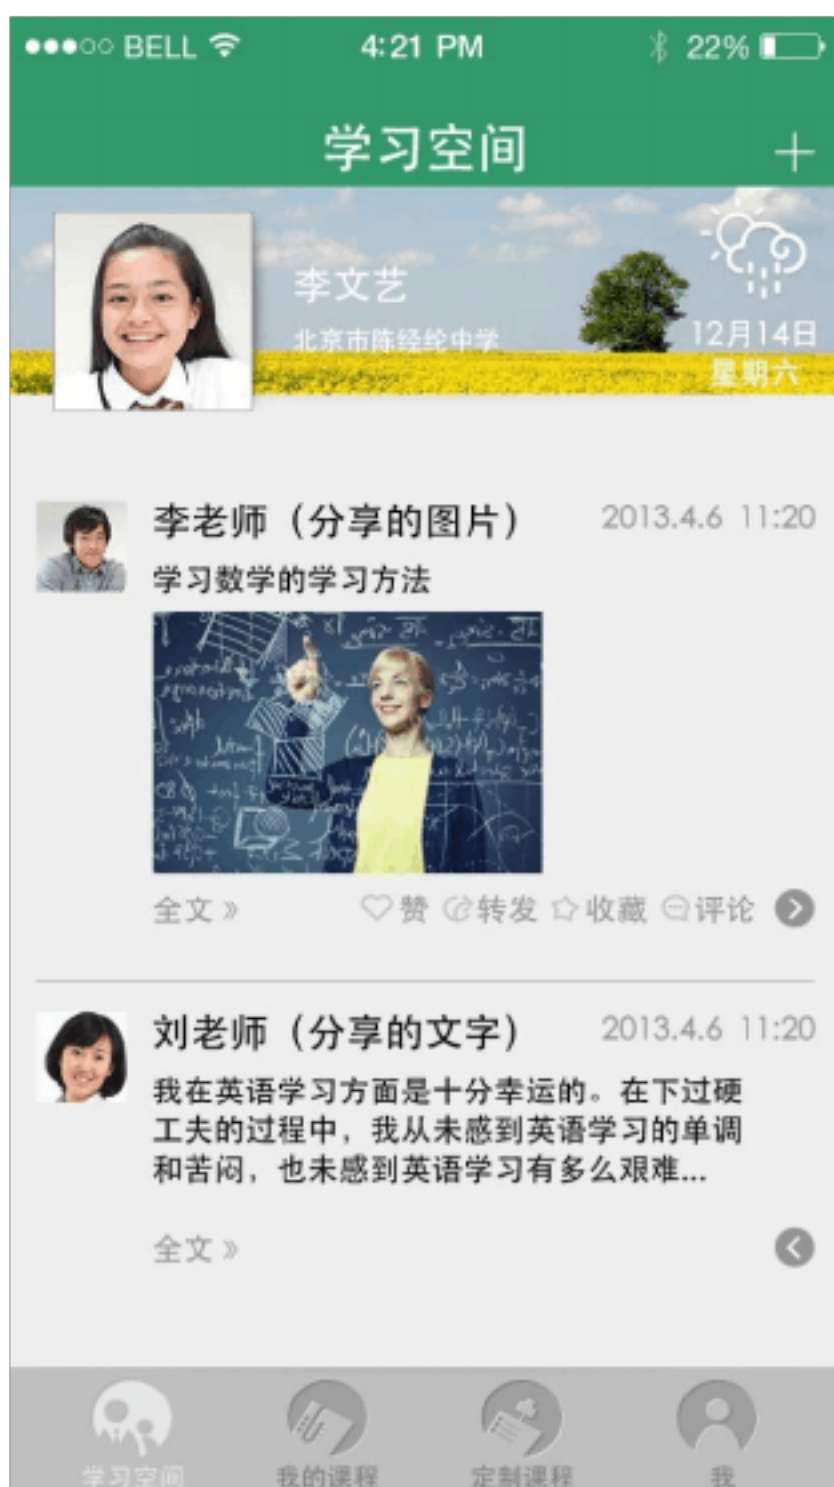 BELL 4:21 PM 22%
学习空间 +
李文艺
北京市陈经纶中学
12月14日
星期六
李老师（分享的图片） 2013.4.6 11:20
学习数学的学习方法
全文》 赞 转发 收藏 评论
刘老师（分享的文字） 2013.4.6 11:20
我在英语学习方面是十分幸运的。在下过硬
工夫的过程中，我从未感到英语学习的单调
和苦闷，也未感到英语学习有多么艰难...
全文》
学习空间 我的课程 定制课程 我